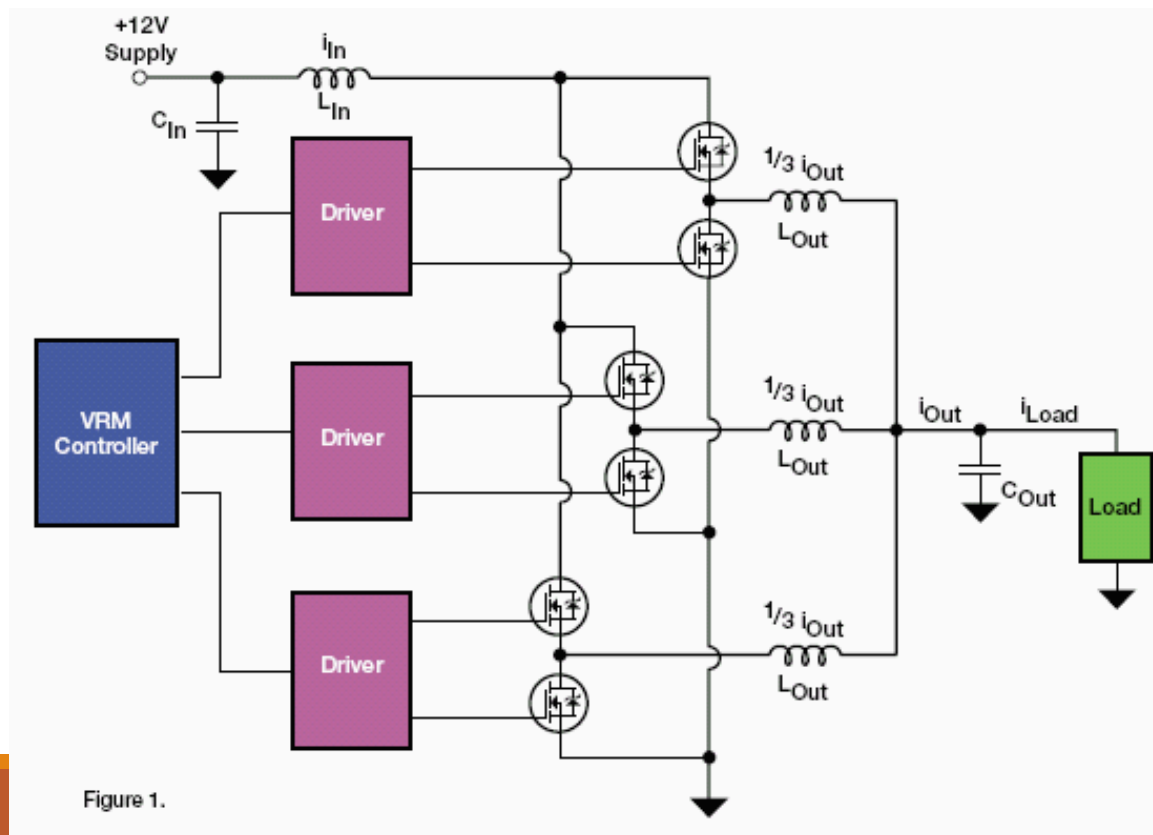 +12V
Supply
iIn
LIn
CIn
Driver
1/3 iOut
LOut
VRM
Controller
Driver
1/3 iOut
LOut
iOut
iLoad
COut
Load
Driver
1/3 iOut
LOut
Figure 1.